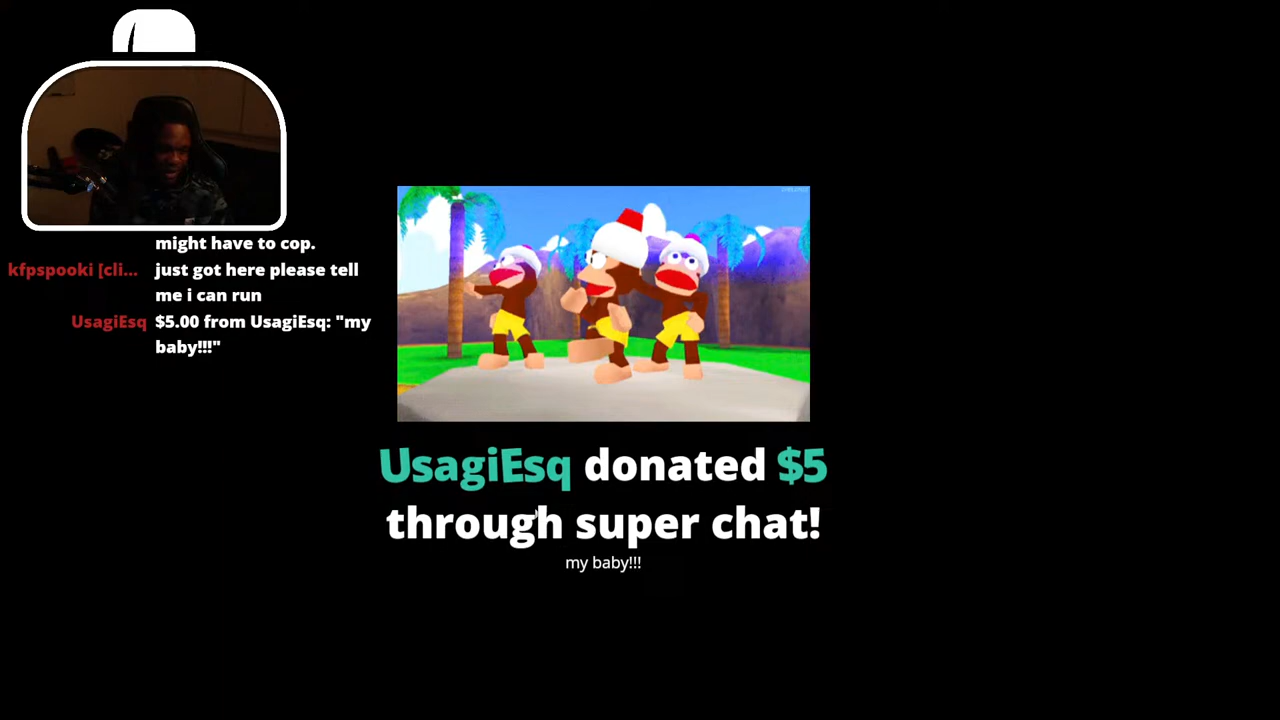 might have to cop.
kfpspooki [cli... just got here please tell
me i can run
UsagiEsq $5.00 from UsagiEsq: "my
baby!!!"
UsagiEsq donated $5
through super chat!
my baby!!!